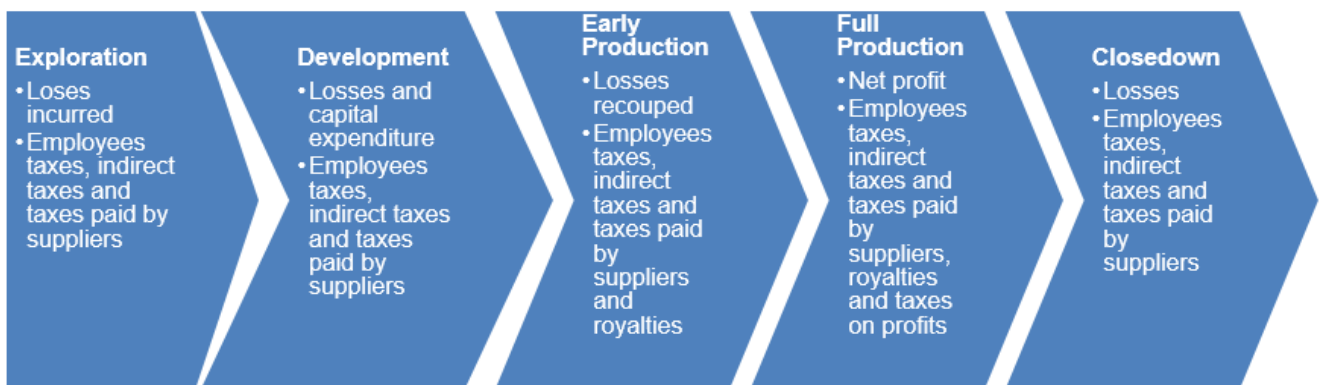 Exploration
•Loses
incurred
•Employees
taxes, indirect
taxes and
taxes paid by
suppliers
Development
•Losses and
capital
expenditure
•Employees
taxes,
indirect taxes
and taxes
paid by
suppliers
Early
Production
•Losses
recouped
•Employees
taxes,
indirect
taxes and
taxes paid
by
suppliers
and
royalties
Full
Production
•Net profit
•Employees
taxes,
indirect
taxes and
taxes paid
by
suppliers,
royalties
and taxes
on profits
Closedown
•Losses
•Employees
taxes,
indirect
taxes and
taxes paid
by
suppliers